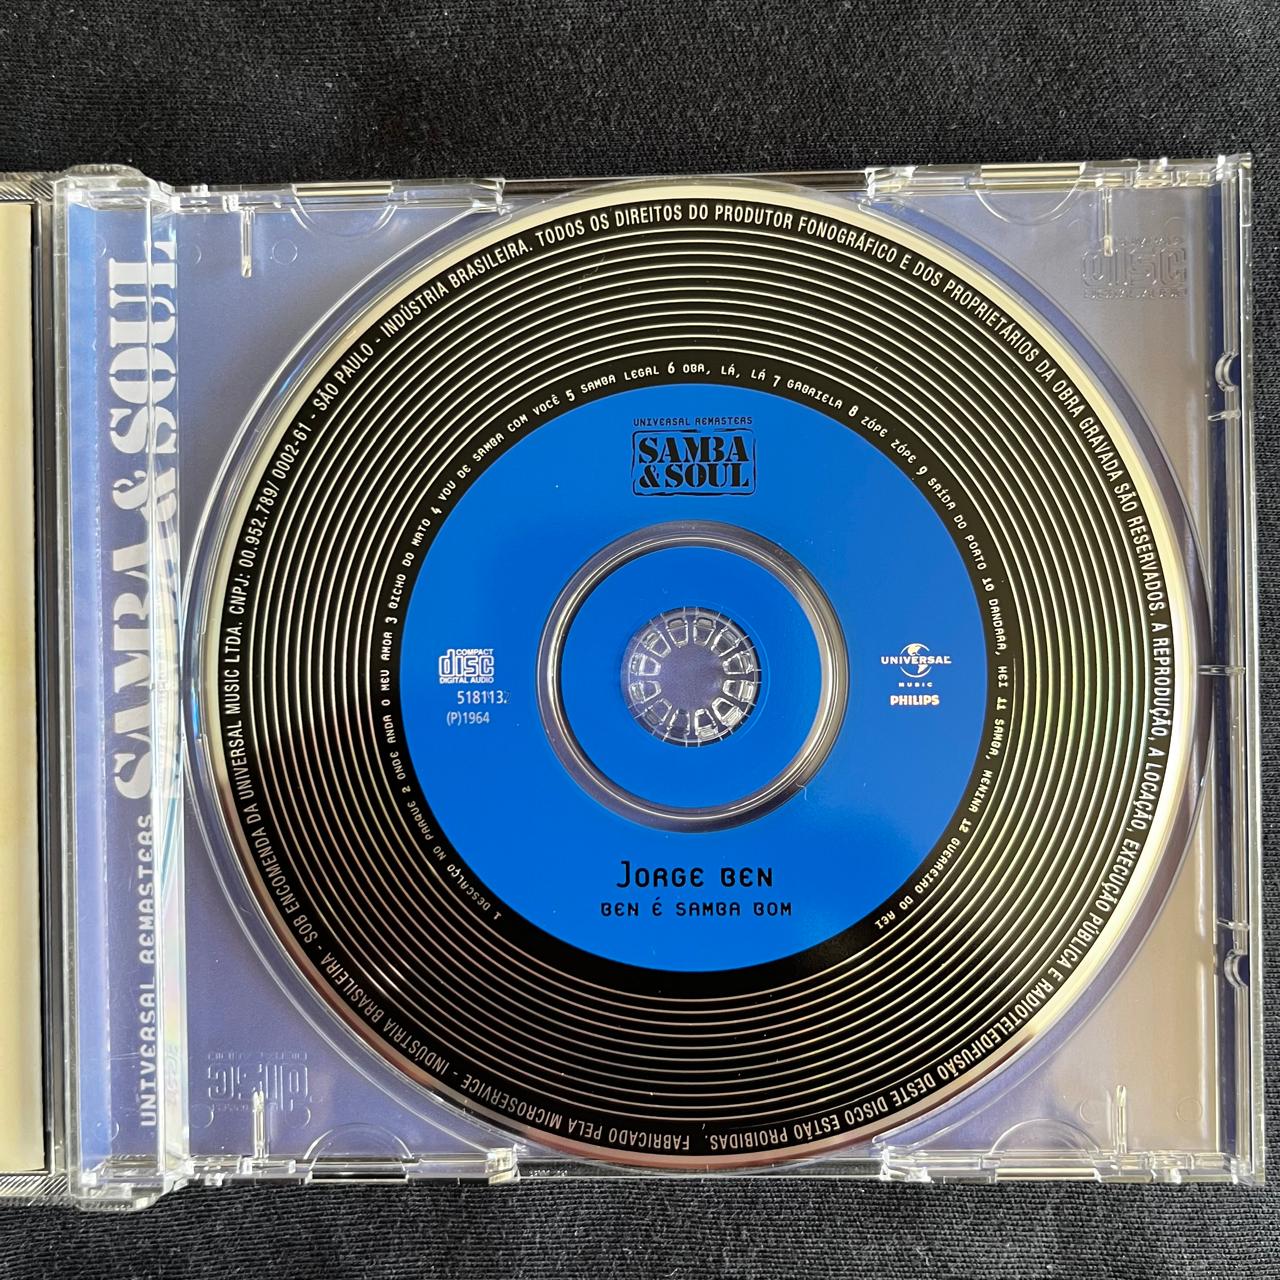 UNIVERSAL REMASTERS SAMBA & SOUL
TODOS OS DIREITOS DO PRODUTOR FONOGRÁFICO E DOS PROPRIETÁRIOS DA OBRA GRAVADA SÃO RESERVADOS. A REPRODUÇÃO, A LOCAÇÃO, EXECUÇÃO PÚBLICA E RADIOTELEDIFUSÃO DESTE DISCO ESTÃO PROIBIDAS. FABRICADO PELA MICROSERVICE - INDÚSTRIA BRASILEIRA - SOB ENCOMENDA DA UNIVERSAL MUSIC LTDA. CNPJ: 00.952.789/ 0002-61 - SÃO PAULO - INDÚSTRIA BRASILEIRA.
1 DESCALÇO NO PARQUE 2 ONDE ANDA O MEU AMOR 3 BICHO DO MATO 4 VOU DE SAMBA COM VOCÊ 5 SAMBA LEGAL 6 OBA, LÁ, LÁ 7 GABRIELA 8 ZÓPE ZÓPE 9 SAÍDA DO PORTO 10 DANDARA, HEI 11 SAMBA, MENINA 12 GUERREIRO DO REI
UNIVERSAL REMASTERS
SAMBA
& SOUL
COMPACT
disc
DIGITAL AUDIO
5181132
(P)1964
UNIVERSAL
MUSIC
PHILIPS
JORGE BEN
BEN É SAMBA BOM
disc
DIGITAL AUDIO
disc